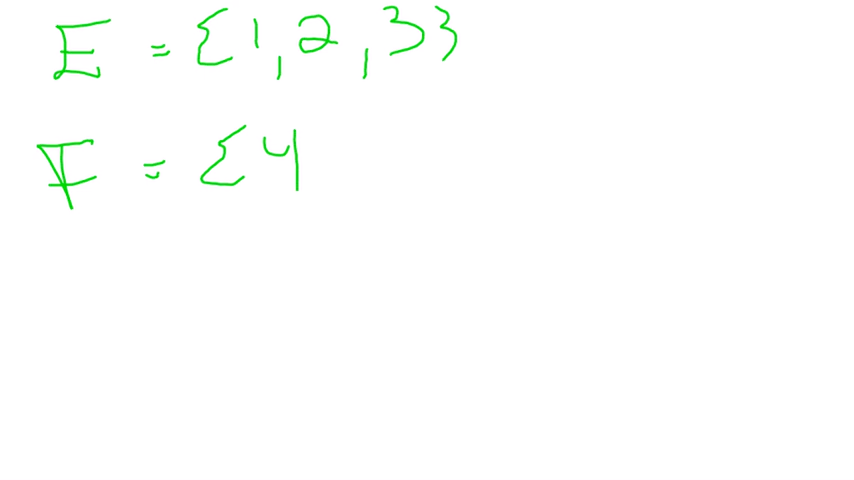 E = {1, 2, 3}
F = {4